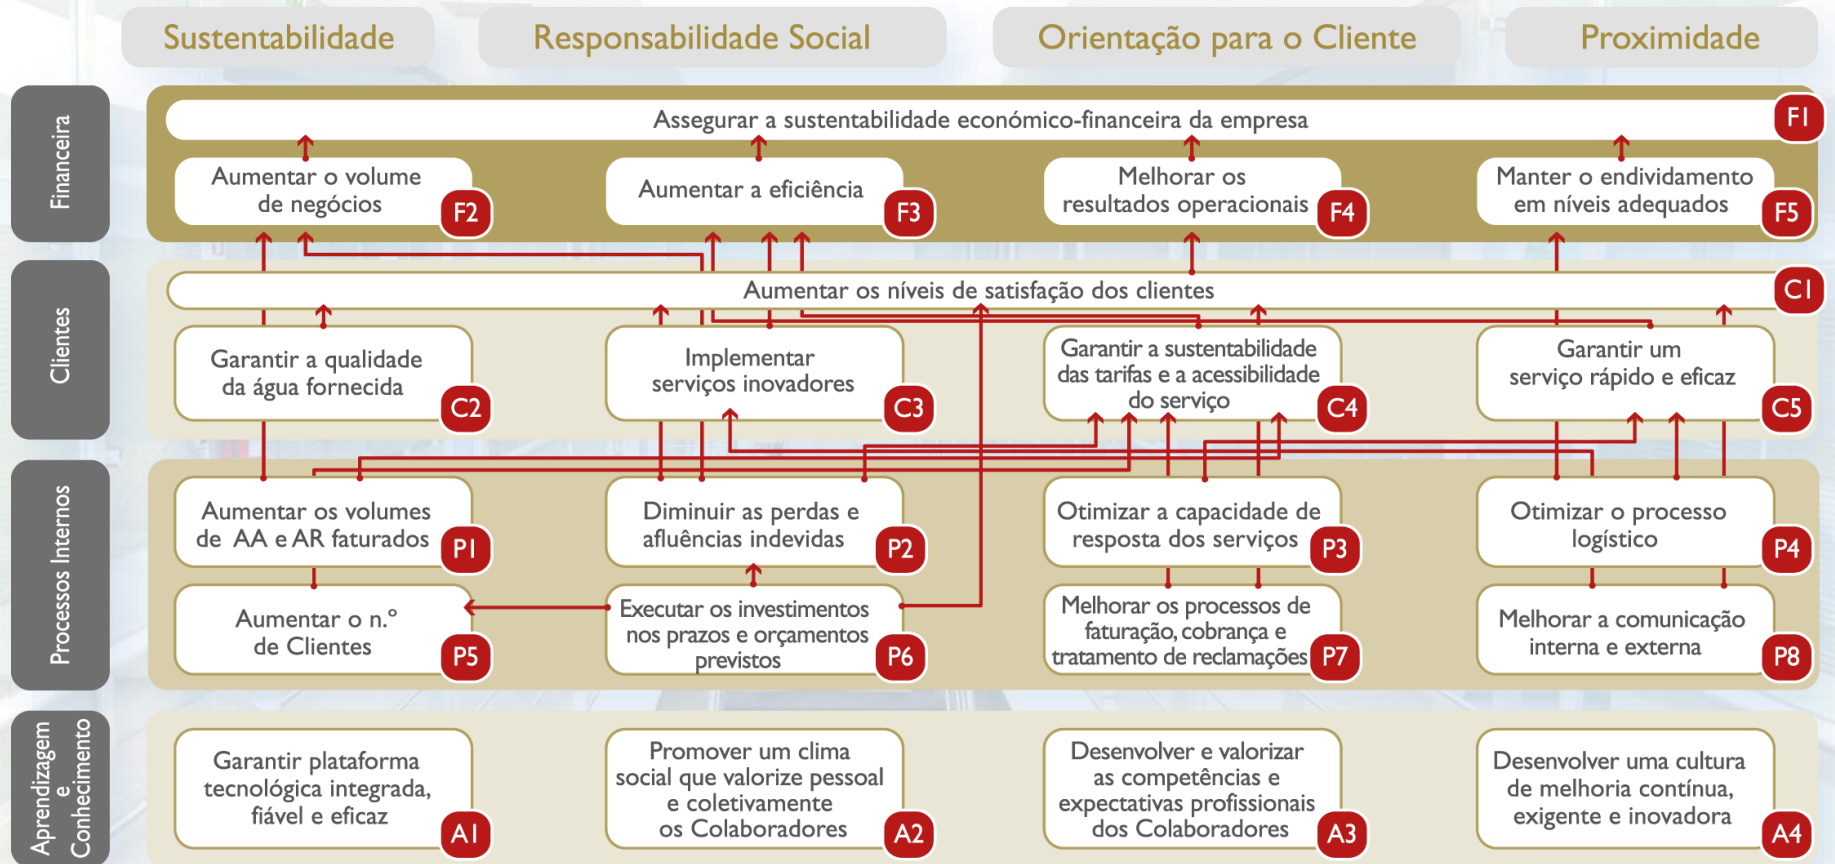 Sustentabilidade
Responsabilidade Social
Orientação para o Cliente
Proximidade
Financeira
Assegurar a sustentabilidade económico-financeira da empresa
F1
Aumentar o volume
de negócios
F2
Aumentar a eficiência
F3
Melhorar os
resultados operacionais
F4
Manter o endividamento
em níveis adequados
F5
Clientes
Aumentar os níveis de satisfação dos clientes
C1
Garantir a qualidade
da água fornecida
C2
Implementar
serviços inovadores
C3
Garantir a sustentabilidade
das tarifas e a acessibilidade
do serviço
C4
Garantir um
serviço rápido e eficaz
C5
Processos Internos
Aumentar os volumes
de AA e AR faturados
P1
Diminuir as perdas e
afluências indevidas
P2
Otimizar a capacidade de
resposta dos serviços
P3
Otimizar o processo
logístico
P4
Aumentar o n.º
de Clientes
P5
Executar os investimentos
nos prazos e orçamentos
previstos
P6
Melhorar os processos de
faturação, cobrança e
tratamento de reclamações
P7
Melhorar a comunicação
interna e externa
P8
Aprendizagem
e
Conhecimento
Garantir plataforma
tecnológica integrada,
fiável e eficaz
A1
Promover um clima
social que valorize pessoal
e coletivamente
os Colaboradores
A2
Desenvolver e valorizar
as competências e
expectativas profissionais
dos Colaboradores
A3
Desenvolver uma cultura
de melhoria contínua,
exigente e inovadora
A4